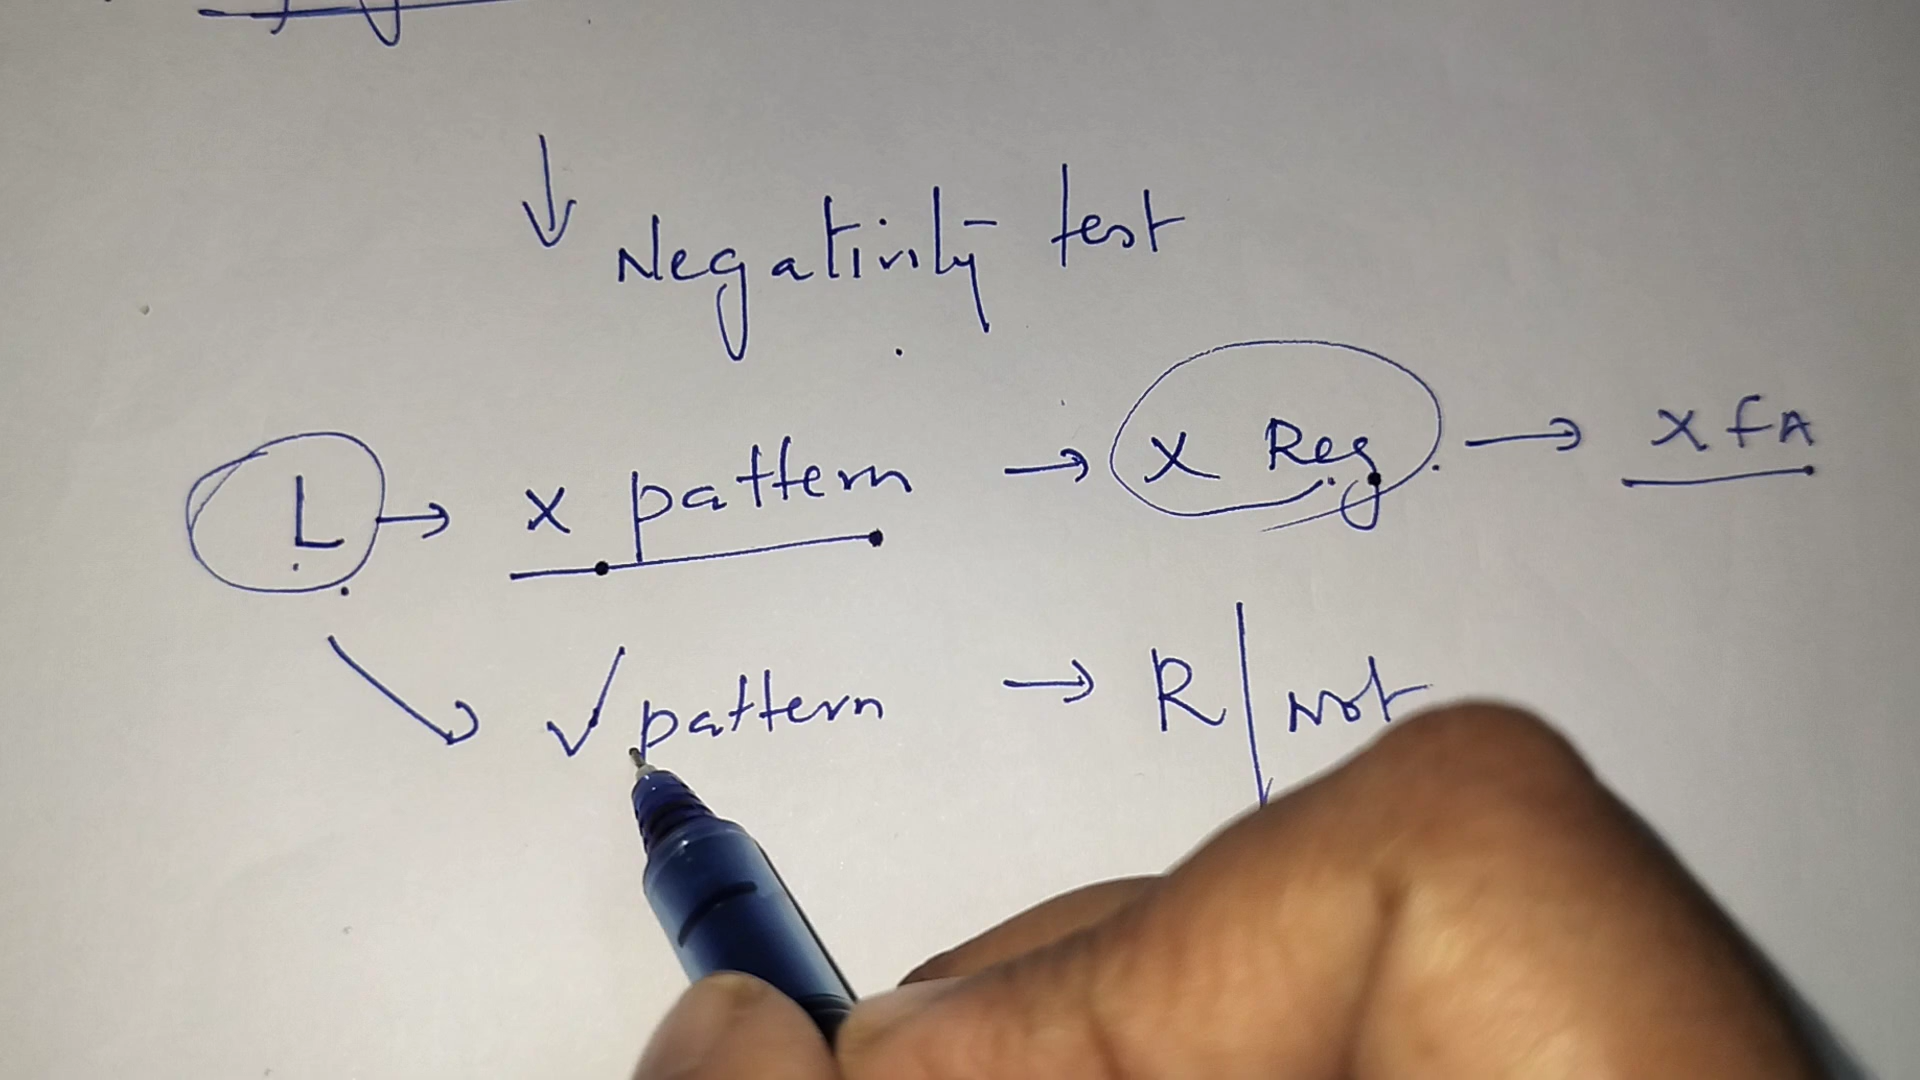 ↓ Negativity test
L → x pattern → x Reg → x FA
✓ pattern → R | Not